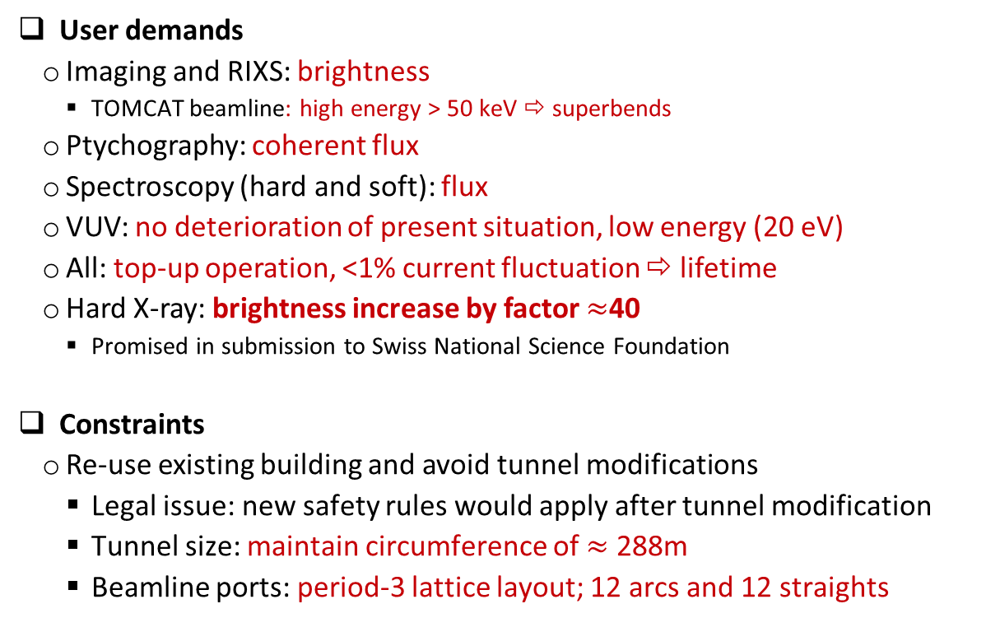 ❑ User demands
o Imaging and RIXS: brightness
▪ TOMCAT beamline: high energy > 50 keV ⇨ superbends
o Ptychography: coherent flux
o Spectroscopy (hard and soft): flux
o VUV: no deterioration of present situation, low energy (20 eV)
o All: top-up operation, <1% current fluctuation ⇨ lifetime
o Hard X-ray: brightness increase by factor ≈40
▪ Promised in submission to Swiss National Science Foundation
❑ Constraints
o Re-use existing building and avoid tunnel modifications
▪ Legal issue: new safety rules would apply after tunnel modification
▪ Tunnel size: maintain circumference of ≈ 288m
▪ Beamline ports: period-3 lattice layout; 12 arcs and 12 straights